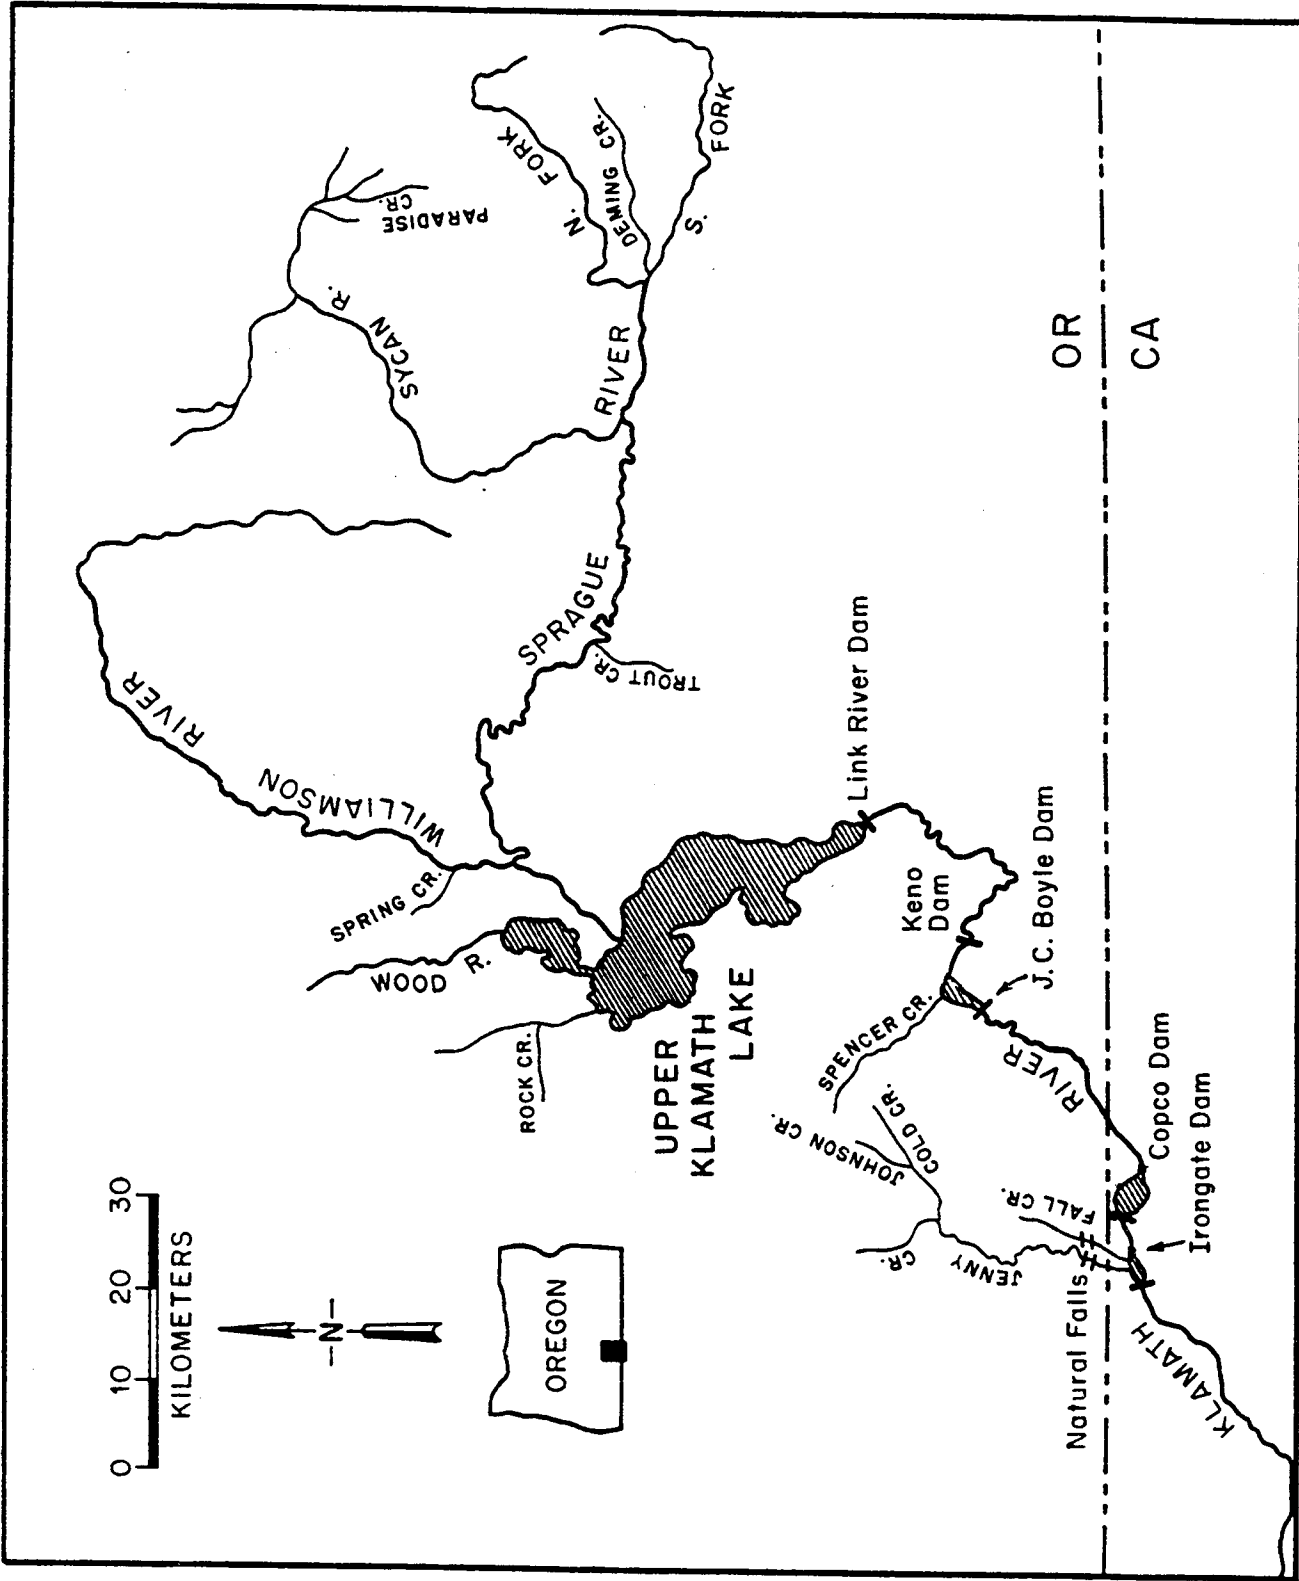 0 10 20 30
KILOMETERS
-N-
OREGON
WILLIAMSON
RIVER
SPRING CR.
WOOD R.
ROCK CR.
UPPER
KLAMATH
LAKE
SYCAN R.
PARADISE
CR.
N. FORK
DEMING CR.
S. FORK
SPRAGUE
RIVER
TROUT CR.
Link River Dam
Keno
Dam
J.C. Boyle Dam
SPENCER CR.
JOHNSON CR.
COLD CR.
JENNY
CR.
FALL CR.
Natural Falls
KLAMATH
RIVER
Copco Dam
Irongate Dam
OR
CA